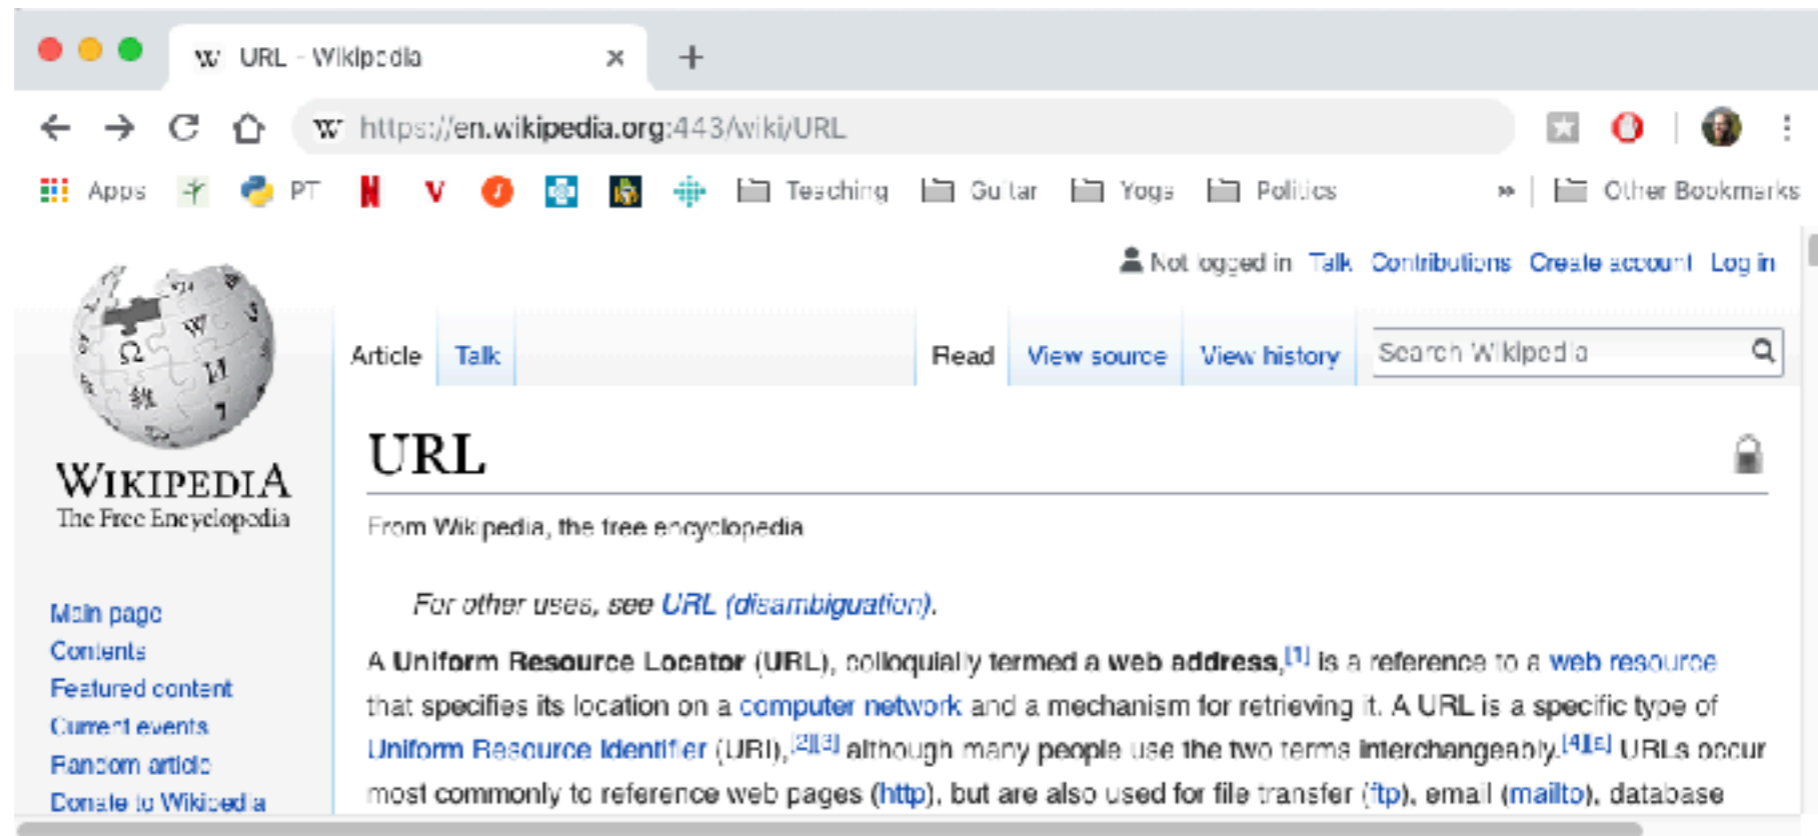 URL - Wikipedia
https://en.wikipedia.org:443/wiki/URL
Apps PT Teaching Guitar Yoga Politics » Other Bookmarks
Not logged in Talk Contributions Create account Log in
Article Talk Read View source View history Search Wikipedia
URL
WIKIPEDIA
The Free Encyclopedia
From Wikipedia, the free encyclopedia
For other uses, see URL (disambiguation).
Main page
Contents
Featured content
Current events
Random article
Donate to Wikipedia
A Uniform Resource Locator (URL), colloquially termed a web address,[1] is a reference to a web resource
that specifies its location on a computer network and a mechanism for retrieving it. A URL is a specific type of
Uniform Resource Identifier (URI),[2][3] although many people use the two terms interchangeably.[4][a] URLs occur
most commonly to reference web pages (http), but are also used for file transfer (ftp), email (mailto), database